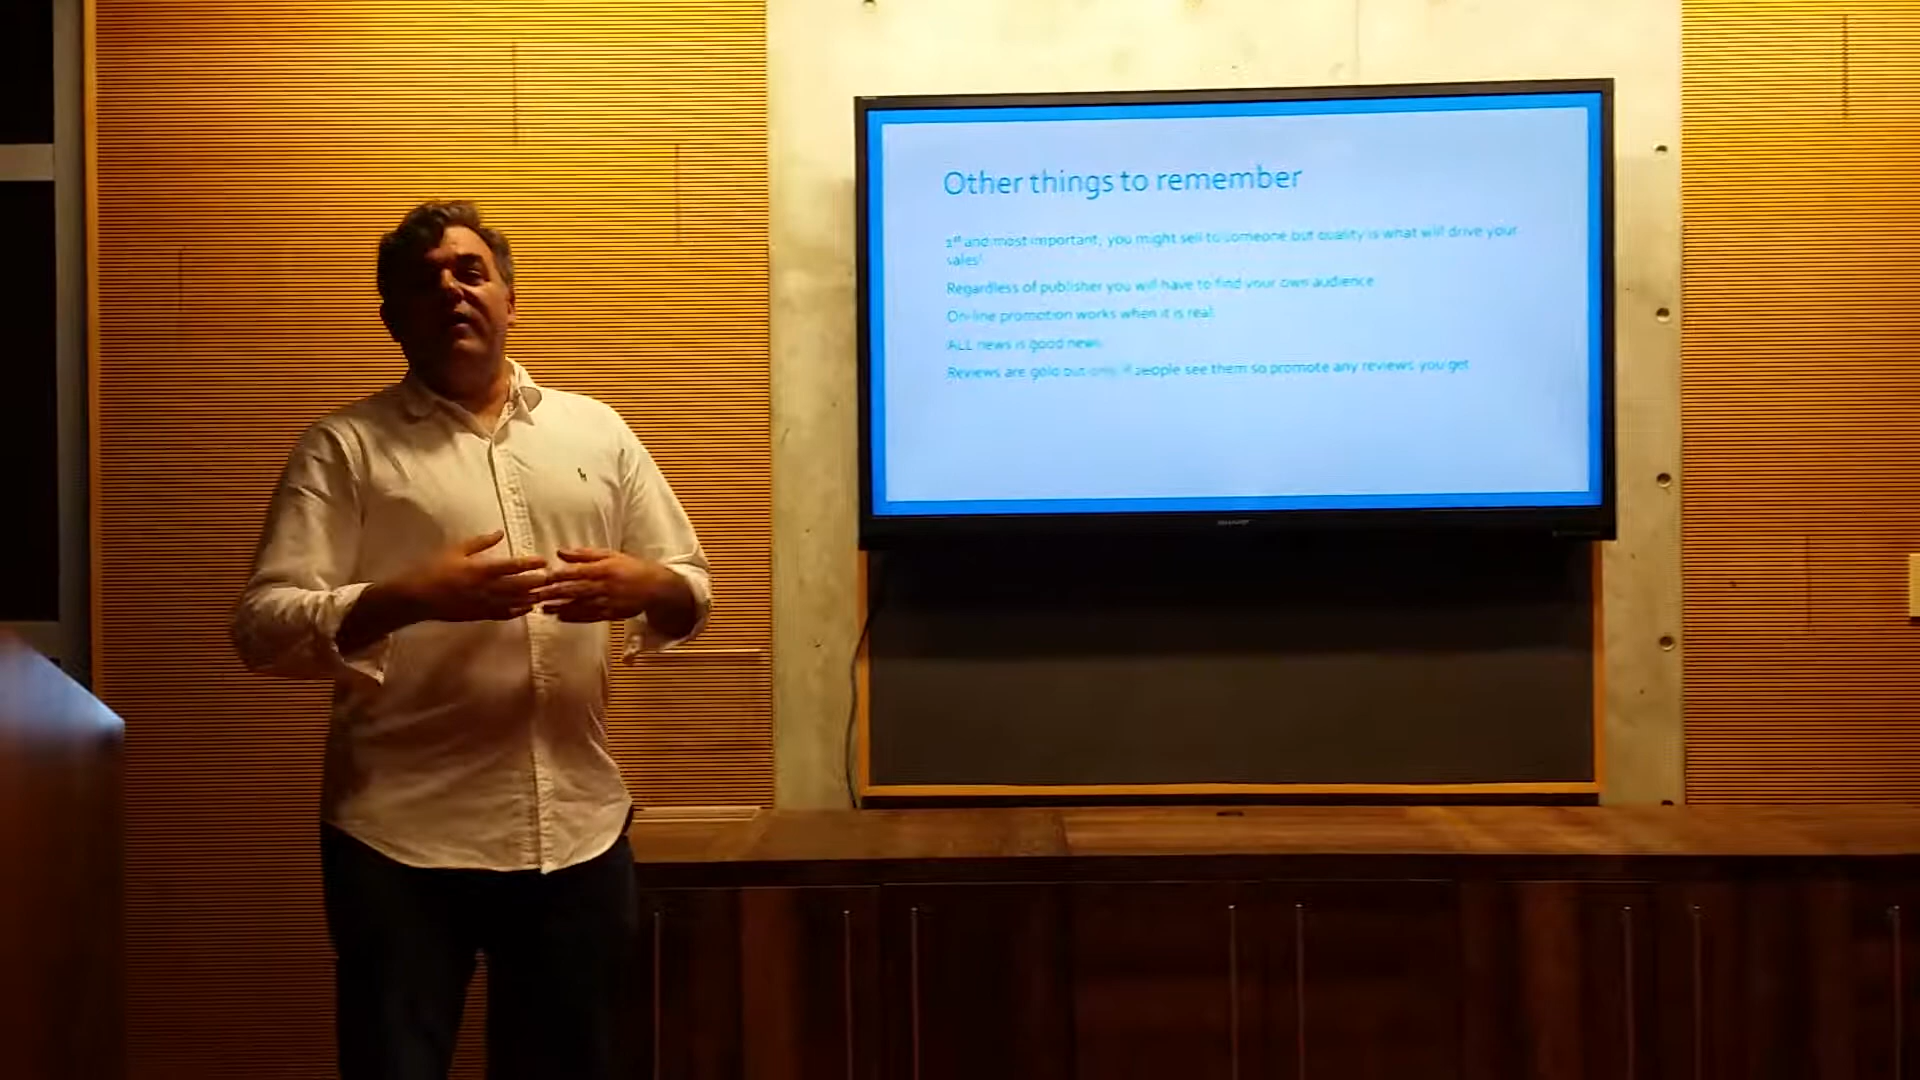 Other things to remember
1st and most important, you might sell to someone but quality is what will drive your
sales!
Regardless of publisher you will have to find your own audience
On-line promotion works when it is real.
ALL news is good news
Reviews are gold but only if people see them so promote any reviews you get
SHARP